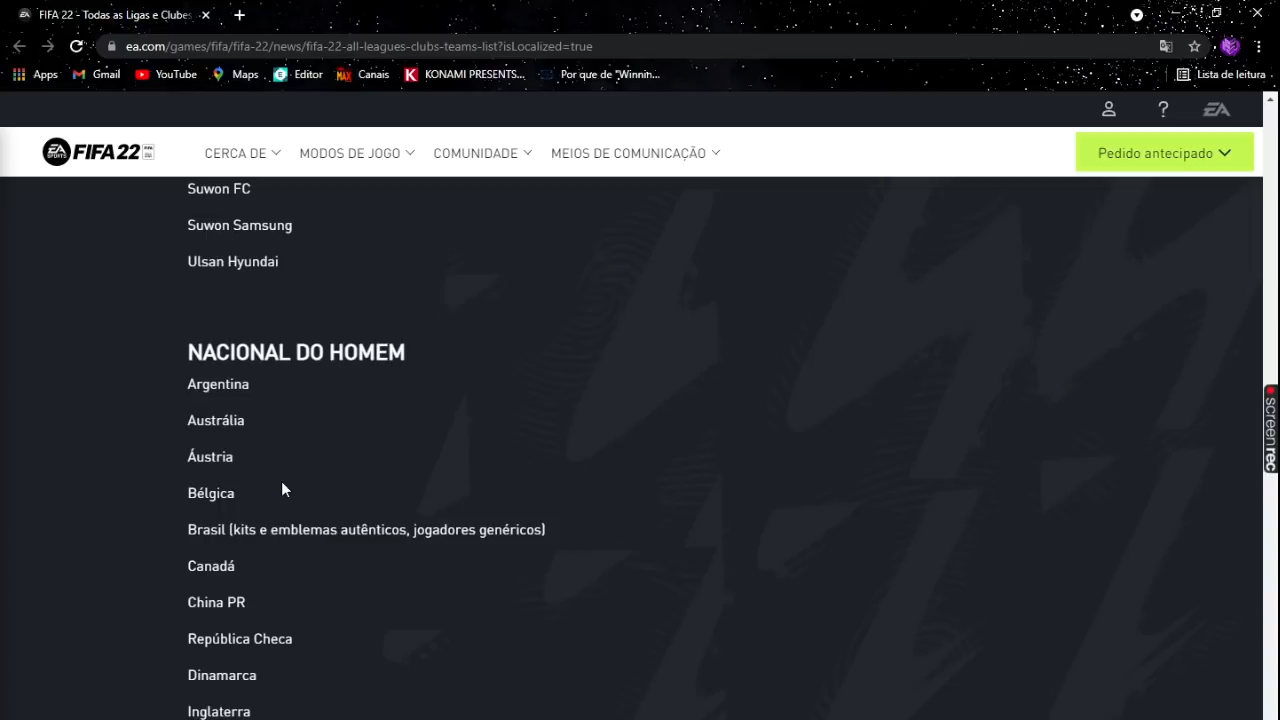 FIFA 22 - Todas as Ligas e Clubes
ea.com/games/fifa/fifa-22/news/fifa-22-all-leagues-clubs-teams-list?isLocalized=true
Apps Gmail YouTube Maps Editor Canais KONAMI PRESENTS... Por que de "Winnin... Lista de leitura
EA SPORTS FIFA 22 CERCA DE MODOS DE JOGO COMUNIDADE MEIOS DE COMUNICAÇÃO Pedido antecipado
Suwon FC
Suwon Samsung
Ulsan Hyundai
NACIONAL DO HOMEM
Argentina
Austrália
Áustria
Bélgica
Brasil (kits e emblemas autênticos, jogadores genéricos)
Canadá
China PR
República Checa
Dinamarca
Inglaterra
screenrec